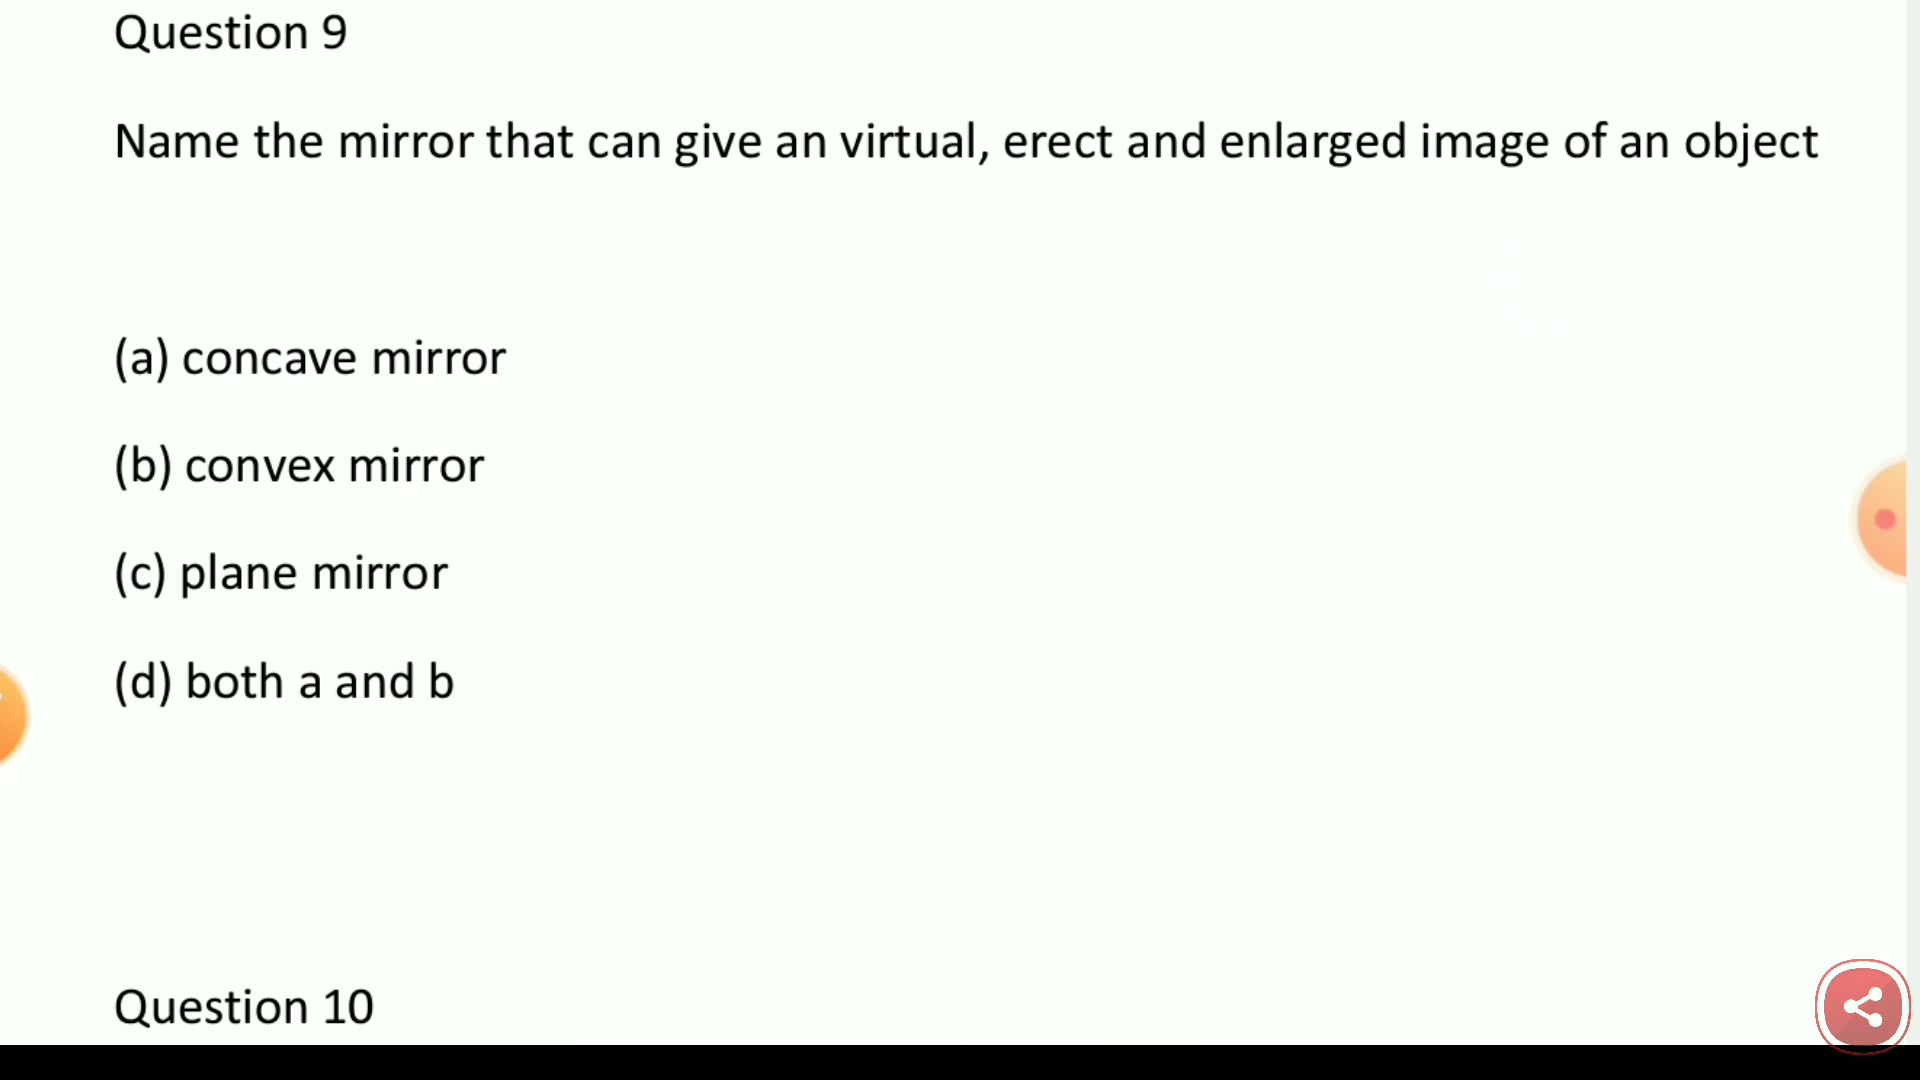 Question 9
Name the mirror that can give an virtual, erect and enlarged image of an object
(a) concave mirror
(b) convex mirror
(c) plane mirror
(d) both a and b
Question 10